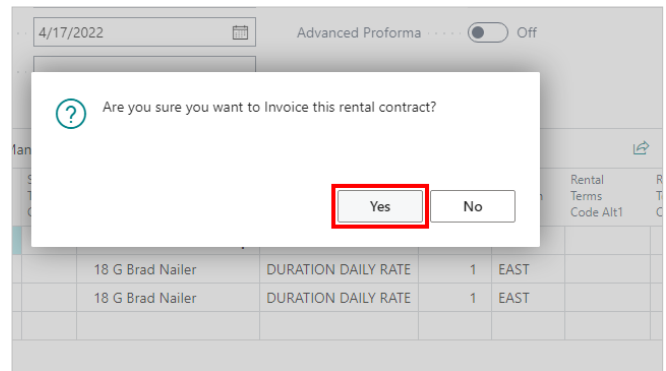 4/17/2022
Advanced Proforma
Off
Are you sure you want to Invoice this rental contract?
Yes
No
Rental
Terms
Code Alt1
18 G Brad Nailer DURATION DAILY RATE 1 EAST
18 G Brad Nailer DURATION DAILY RATE 1 EAST